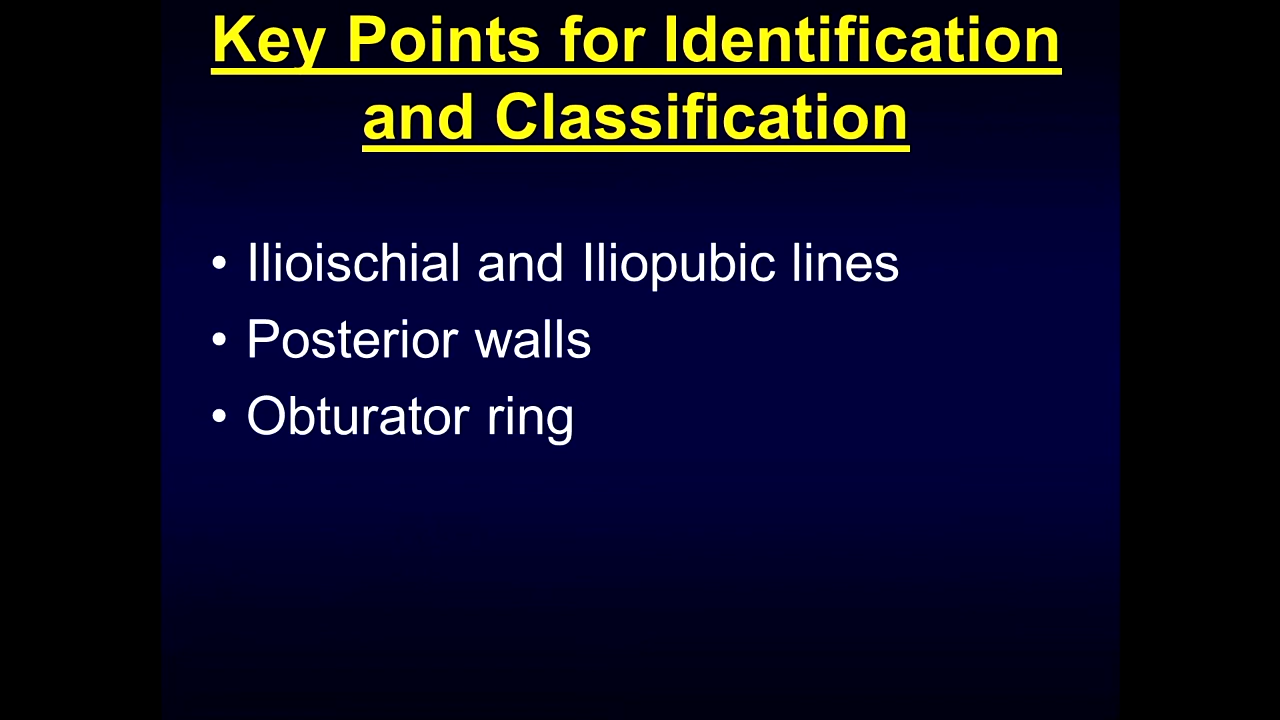 Key Points for Identification
and Classification
• Ilioischial and Iliopubic lines
• Posterior walls
• Obturator ring